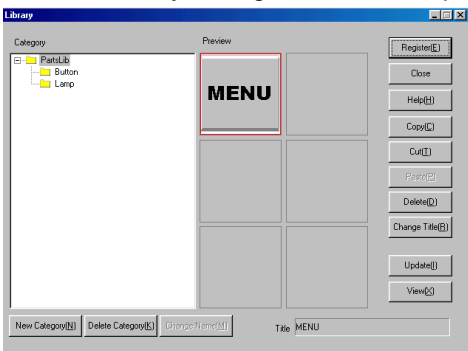 Library
Category
Preview
PartsLib
Button
Lamp
MENU
Register(E)
Close
Help(H)
Copy(C)
Cut(T)
Paste(P)
Delete(D)
Change Title(R)
Update(I)
View(X)
New Category(N) Delete Category(K) Change Name(M)
Title MENU